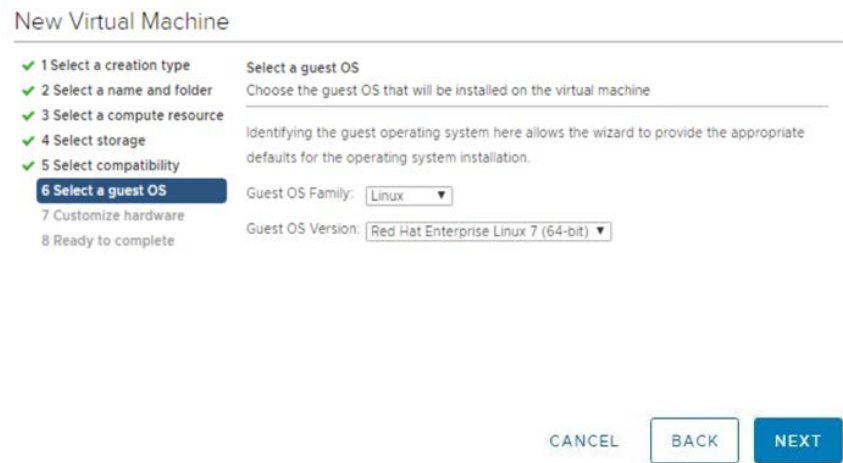 New Virtual Machine
1 Select a creation type
2 Select a name and folder
3 Select a compute resource
4 Select storage
5 Select compatibility
6 Select a guest OS
7 Customize hardware
8 Ready to complete
Select a guest OS
Choose the guest OS that will be installed on the virtual machine
Identifying the guest operating system here allows the wizard to provide the appropriate
defaults for the operating system installation.
Guest OS Family: Linux
Guest OS Version: Red Hat Enterprise Linux 7 (64-bit)
CANCEL BACK NEXT